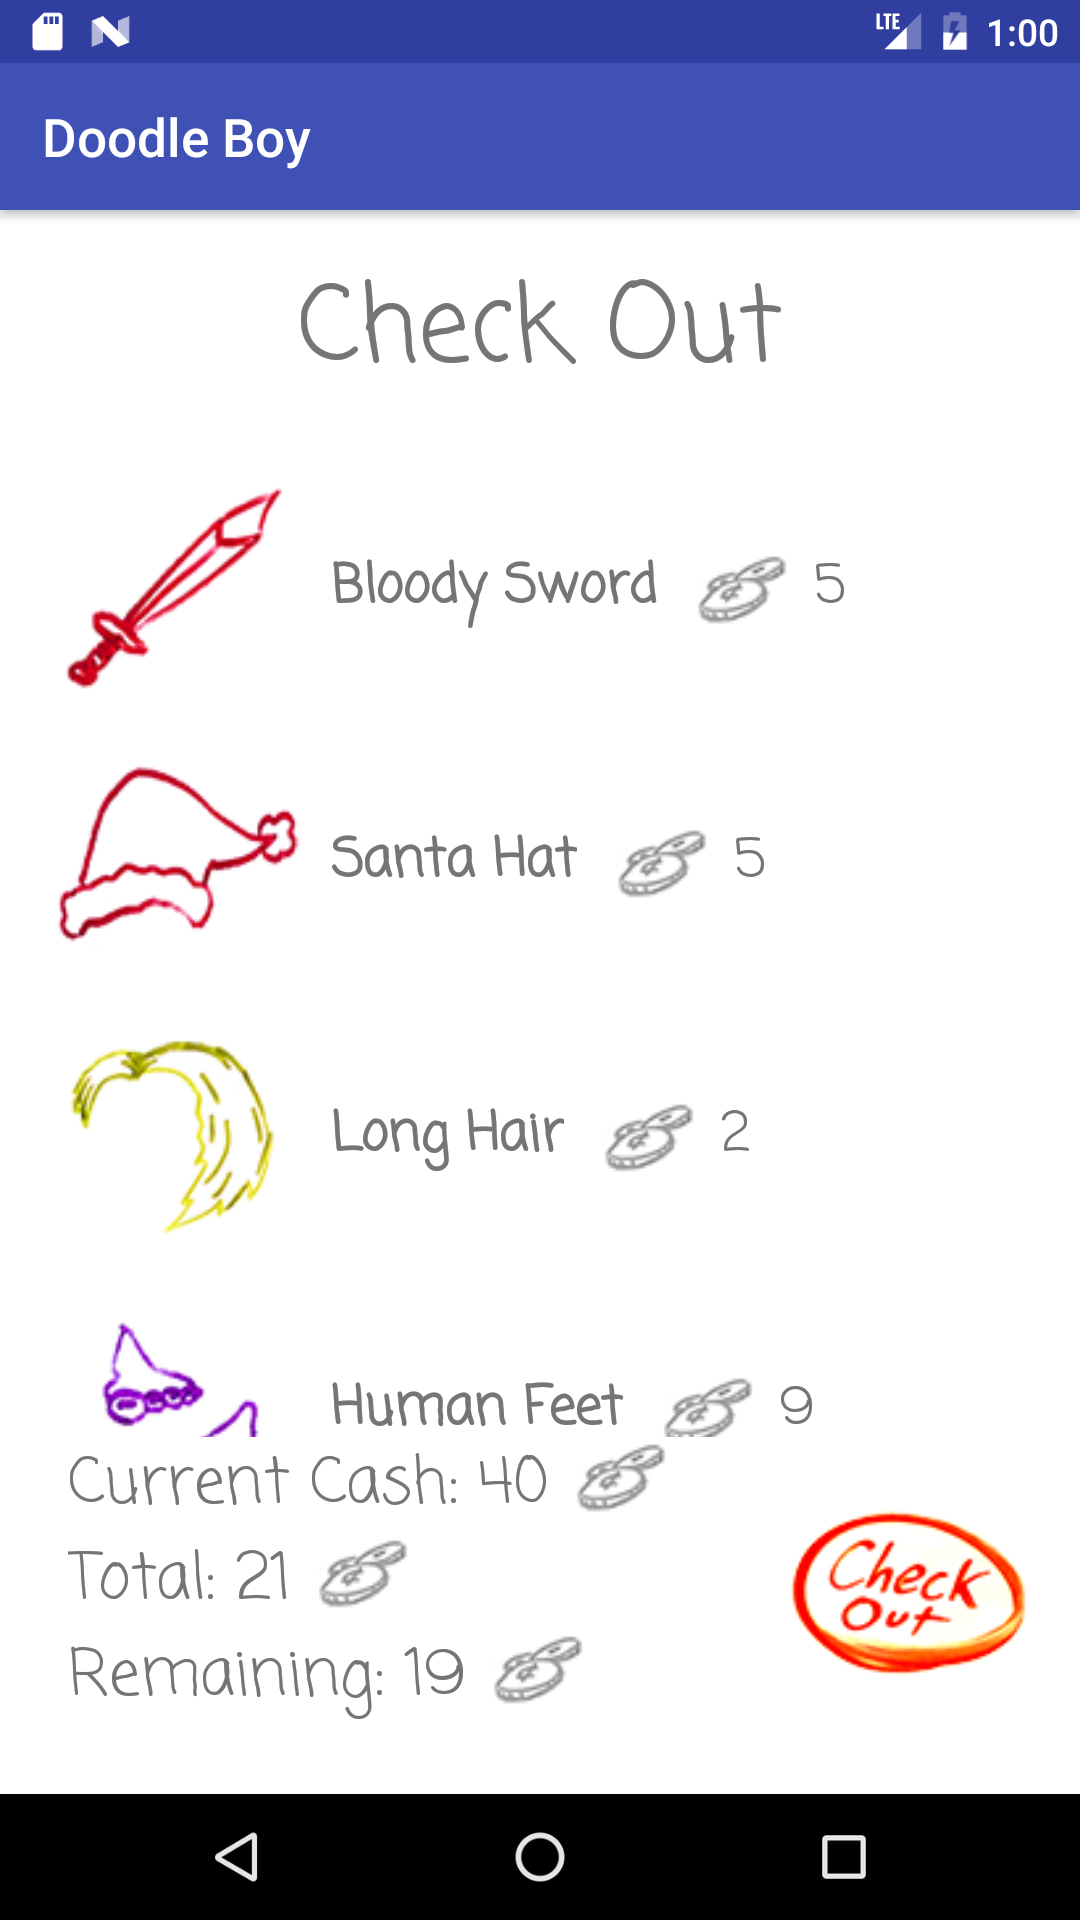 LTE 1:00
Doodle Boy
Check Out
Bloody Sword 5
Santa Hat 5
Long Hair 2
Human Feet 9
Current Cash: 40
Total: 21
Remaining: 19
Check
Out